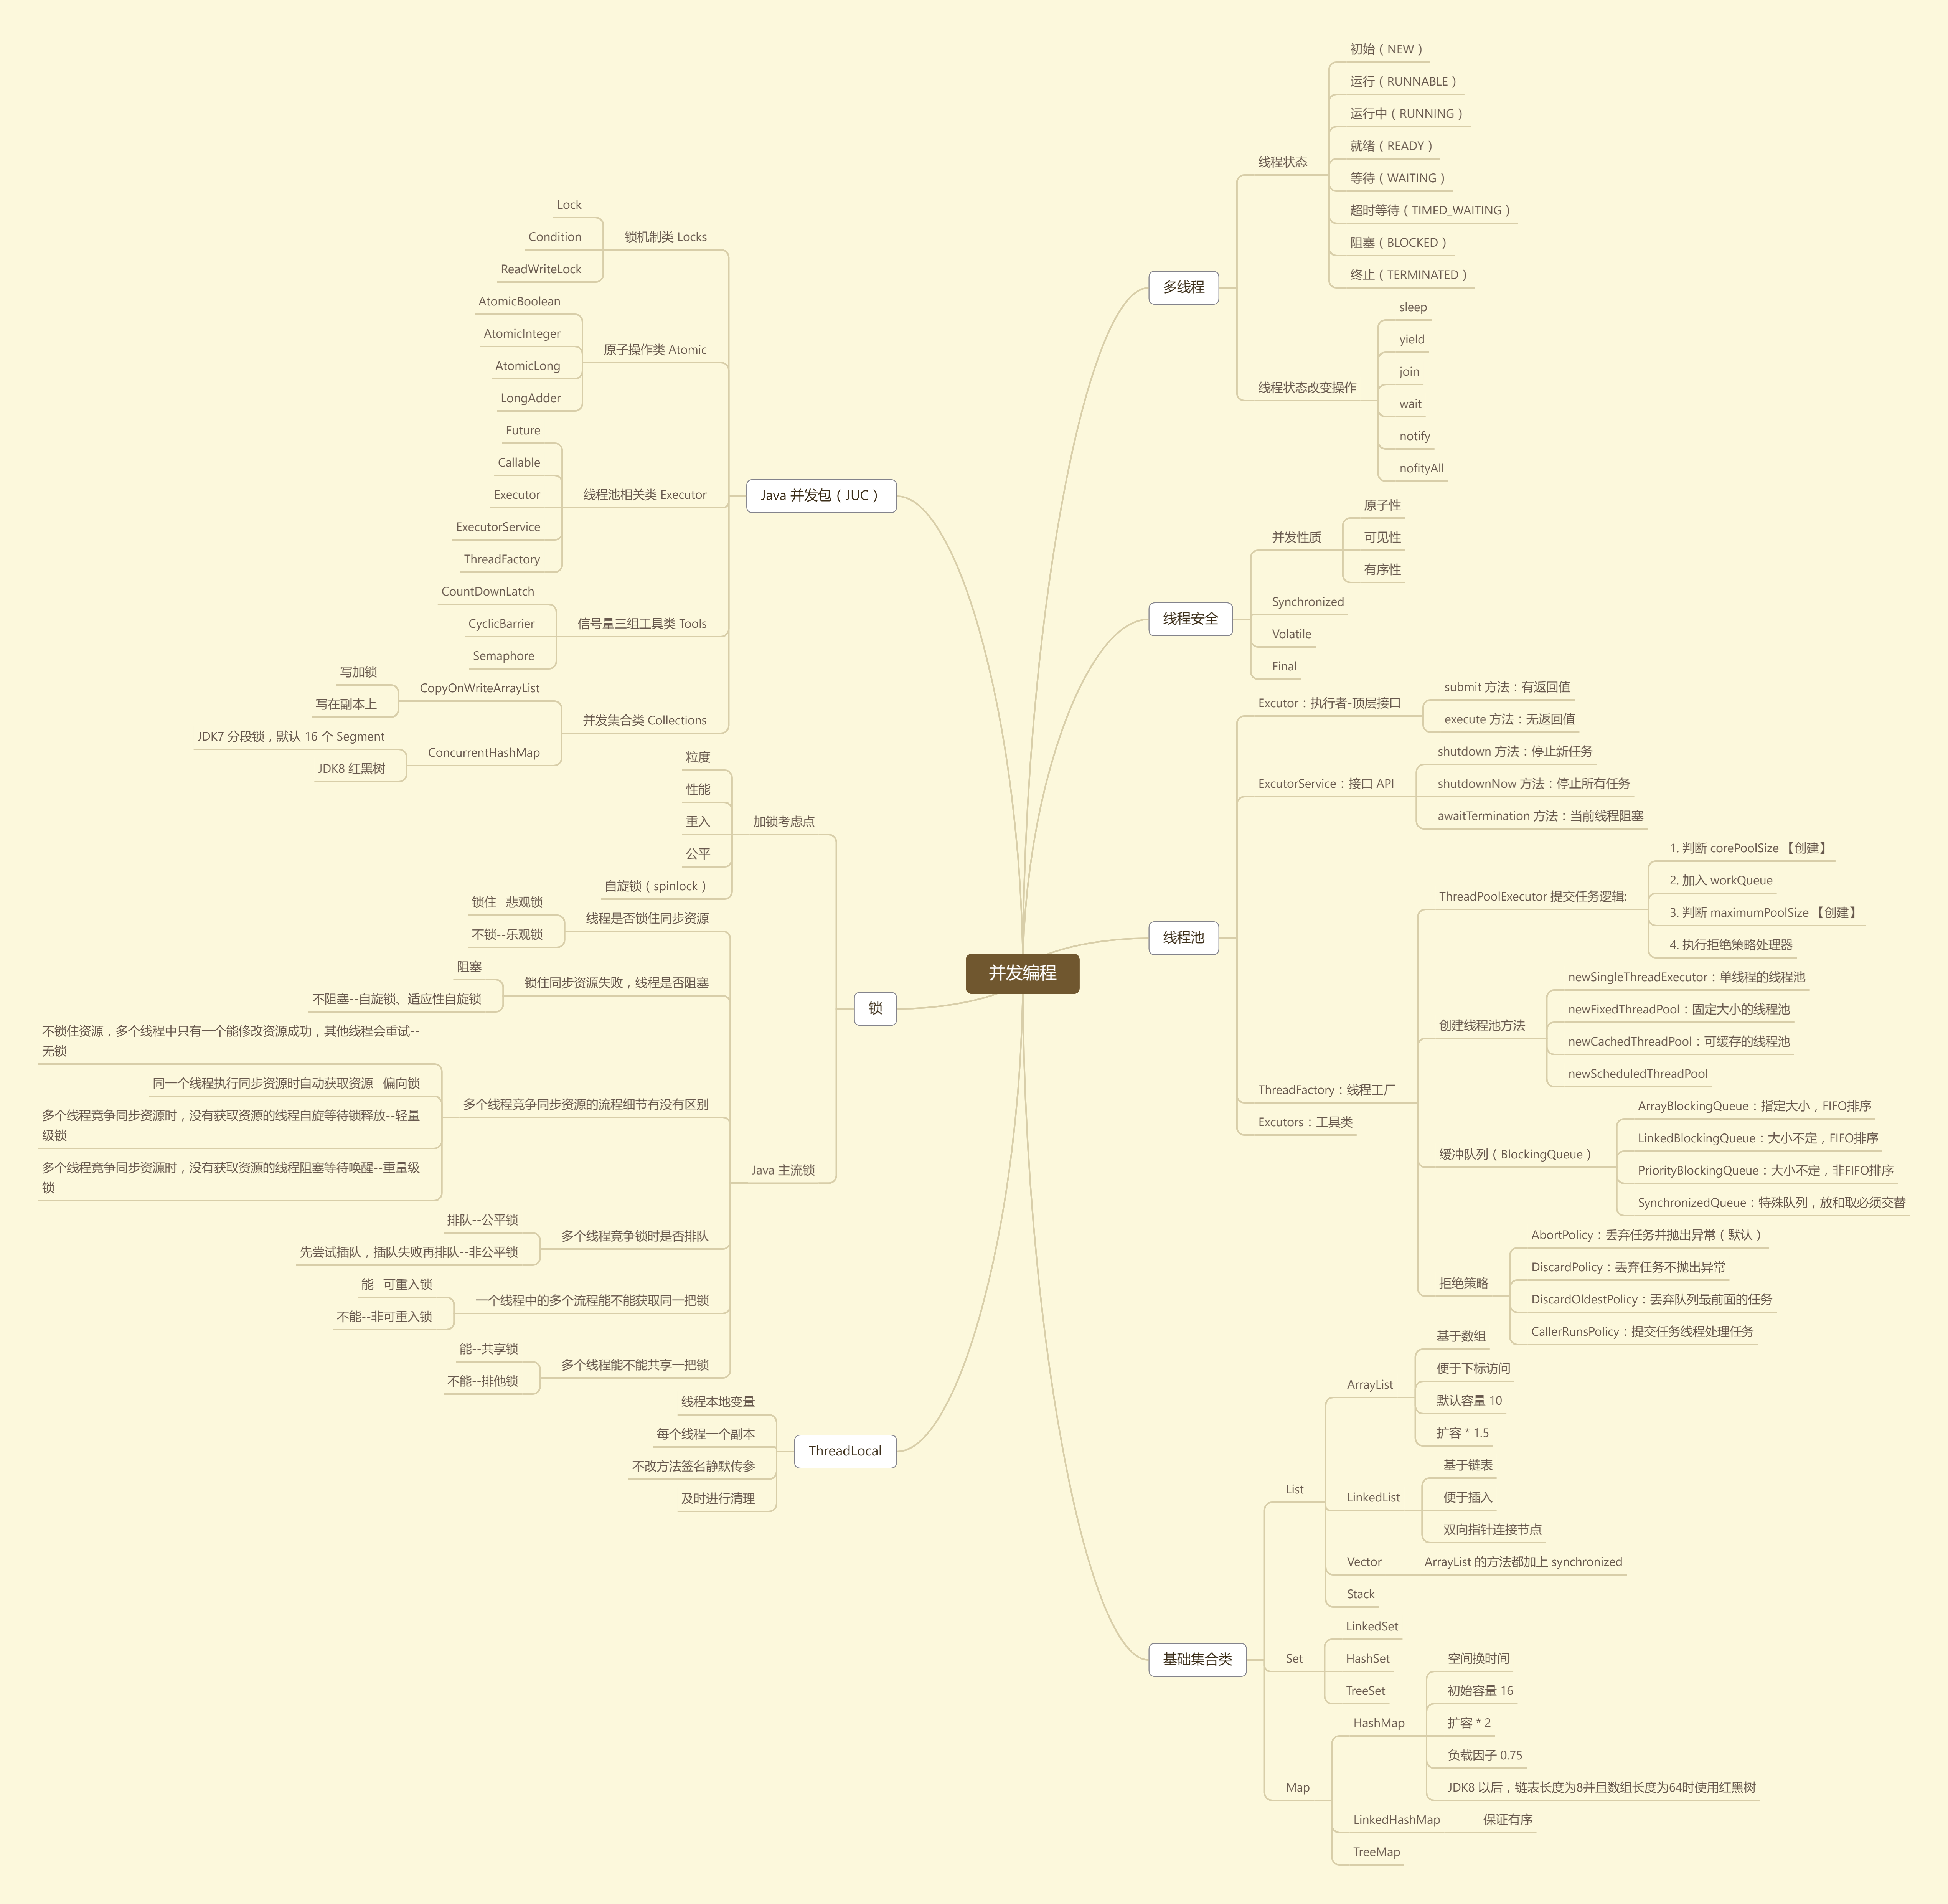 并发编程
多线程
线程状态
初始（NEW）
运行（RUNNABLE）
运行中（RUNNING）
就绪（READY）
等待（WAITING）
超时等待（TIMED_WAITING）
阻塞（BLOCKED）
终止（TERMINATED）
线程状态改变操作
sleep
yield
join
wait
notify
nofityAll
线程安全
并发性质
原子性
可见性
有序性
Synchronized
Volatile
Final
线程池
Excutor：执行者-顶层接口
submit 方法：有返回值
execute 方法：无返回值
ExcutorService：接口 API
shutdown 方法：停止新任务
shutdownNow 方法：停止所有任务
awaitTermination 方法：当前线程阻塞
ThreadFactory：线程工厂
ThreadPoolExecutor 提交任务逻辑:
1. 判断 corePoolSize 【创建】
2. 加入 workQueue
3. 判断 maximumPoolSize 【创建】
4. 执行拒绝策略处理器
创建线程池方法
newSingleThreadExecutor：单线程的线程池
newFixedThreadPool：固定大小的线程池
newCachedThreadPool：可缓存的线程池
newScheduledThreadPool
缓冲队列（BlockingQueue）
ArrayBlockingQueue：指定大小，FIFO排序
LinkedBlockingQueue：大小不定，FIFO排序
PriorityBlockingQueue：大小不定，非FIFO排序
SynchronizedQueue：特殊队列，放和取必须交替
拒绝策略
AbortPolicy：丢弃任务并抛出异常（默认）
DiscardPolicy：丢弃任务不抛出异常
DiscardOldestPolicy：丢弃队列最前面的任务
CallerRunsPolicy：提交任务线程处理任务
Excutors：工具类
基础集合类
List
ArrayList
基于数组
便于下标访问
默认容量 10
扩容 * 1.5
LinkedList
基于链表
便于插入
双向指针连接节点
Vector
ArrayList 的方法都加上 synchronized
Stack
Set
LinkedSet
HashSet
TreeSet
Map
HashMap
空间换时间
初始容量 16
扩容 * 2
负载因子 0.75
JDK8 以后，链表长度为8并且数组长度为64时使用红黑树
LinkedHashMap
保证有序
TreeMap
Java 并发包（JUC）
锁机制类 Locks
Lock
Condition
ReadWriteLock
原子操作类 Atomic
AtomicBoolean
AtomicInteger
AtomicLong
LongAdder
线程池相关类 Executor
Future
Callable
Executor
ExecutorService
ThreadFactory
信号量三组工具类 Tools
CountDownLatch
CyclicBarrier
Semaphore
并发集合类 Collections
CopyOnWriteArrayList
写加锁
写在副本上
ConcurrentHashMap
JDK7 分段锁，默认 16 个 Segment
JDK8 红黑树
锁
加锁考虑点
粒度
性能
重入
公平
自旋锁（spinlock）
Java 主流锁
线程是否锁住同步资源
锁住--悲观锁
不锁--乐观锁
锁住同步资源失败，线程是否阻塞
阻塞
不阻塞--自旋锁、适应性自旋锁
多个线程竞争同步资源的流程细节有没有区别
不锁住资源，多个线程中只有一个能修改资源成功，其他线程会重试--
无锁
同一个线程执行同步资源时自动获取资源--偏向锁
多个线程竞争同步资源时，没有获取资源的线程自旋等待锁释放--轻量
级锁
多个线程竞争同步资源时，没有获取资源的线程阻塞等待唤醒--重量级
锁
多个线程竞争锁时是否排队
排队--公平锁
先尝试插队，插队失败再排队--非公平锁
一个线程中的多个流程能不能获取同一把锁
能--可重入锁
不能--非可重入锁
多个线程能不能共享一把锁
能--共享锁
不能--排他锁
ThreadLocal
线程本地变量
每个线程一个副本
不改方法签名静默传参
及时进行清理